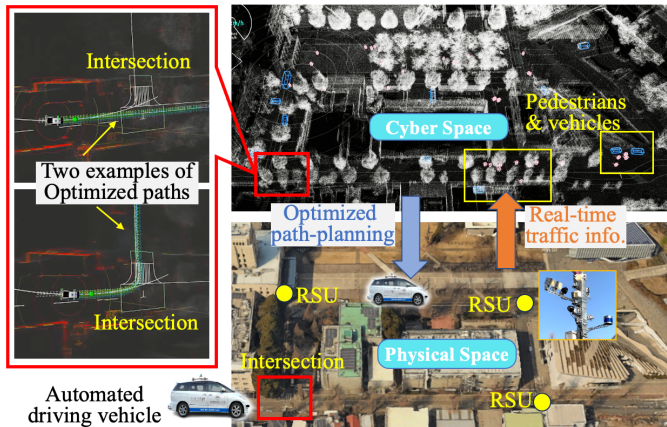 Intersection
Two examples of
Optimized paths
Intersection
Cyber Space
Pedestrians
& vehicles
Optimized
path-planning
Real-time
traffic info.
RSU
RSU
Intersection
Physical Space
RSU
Automated
driving vehicle